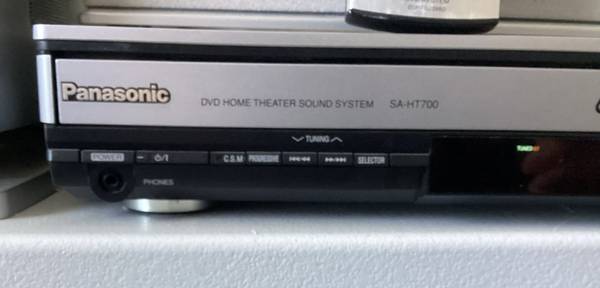 Panasonic
DVD HOME THEATER SOUND SYSTEM SA-HT700
TUNING
POWER
C.S.M PROGRESSIVE SELECTOR
TUNED
PHONES